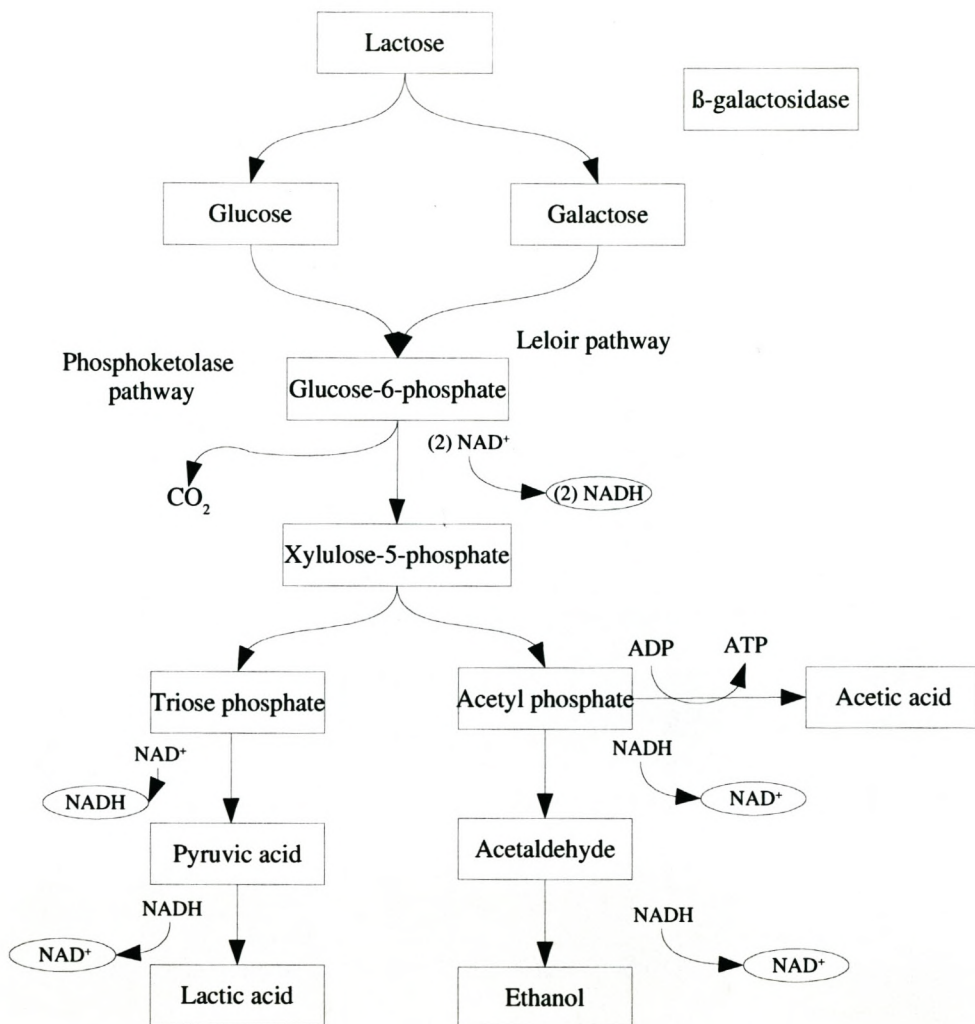 Lactose
ß-galactosidase
Glucose
Galactose
Leloir pathway
Phosphoketolase
pathway
Glucose-6-phosphate
(2) NAD⁺
CO₂
(2) NADH
Xylulose-5-phosphate
ADP
ATP
Triose phosphate
Acetyl phosphate
Acetic acid
NAD⁺
NADH
NADH
NAD⁺
Pyruvic acid
Acetaldehyde
NADH
NADH
NAD⁺
NAD⁺
Lactic acid
Ethanol